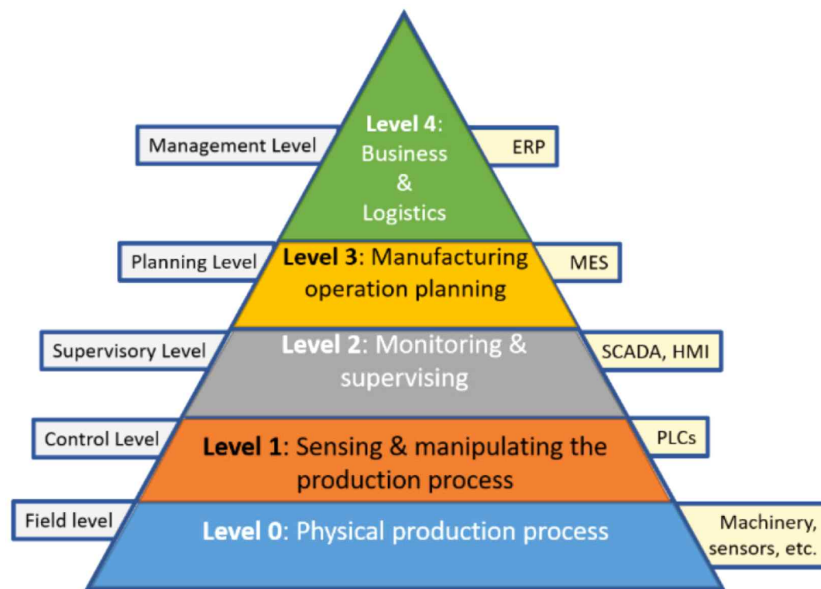 Level 4:
Business
&
Logistics
Management Level
ERP
Level 3: Manufacturing
operation planning
Planning Level
MES
Level 2: Monitoring &
supervising
Supervisory Level
SCADA, HMI
Level 1: Sensing & manipulating the
production process
Control Level
PLCs
Level 0: Physical production process
Field level
Machinery,
sensors, etc.